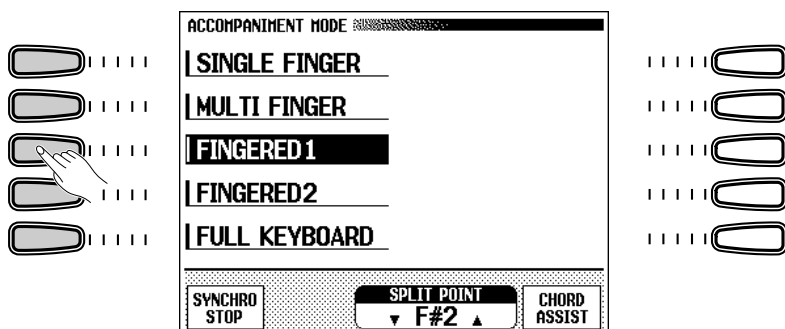 ACCOMPANIMENT MODE
SINGLE FINGER
MULTI FINGER
FINGERED1
FINGERED2
FULL KEYBOARD
SYNCHRO
STOP
SPLIT POINT
▼ F#2 ▲
CHORD
ASSIST